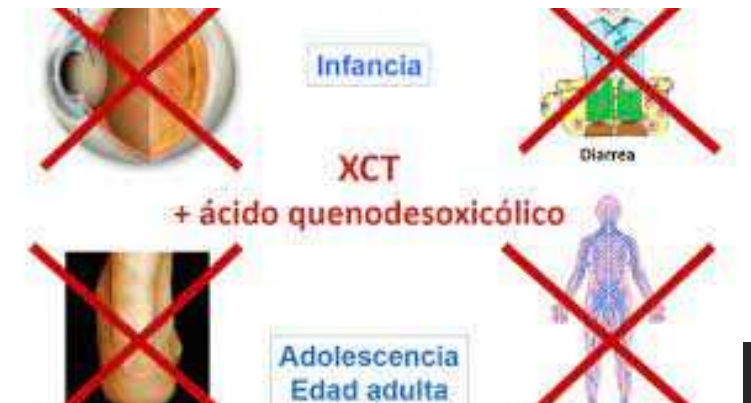 Infancia
Diarrea
XCT
+ ácido quenodesoxicólico
Adolescencia
Edad adulta